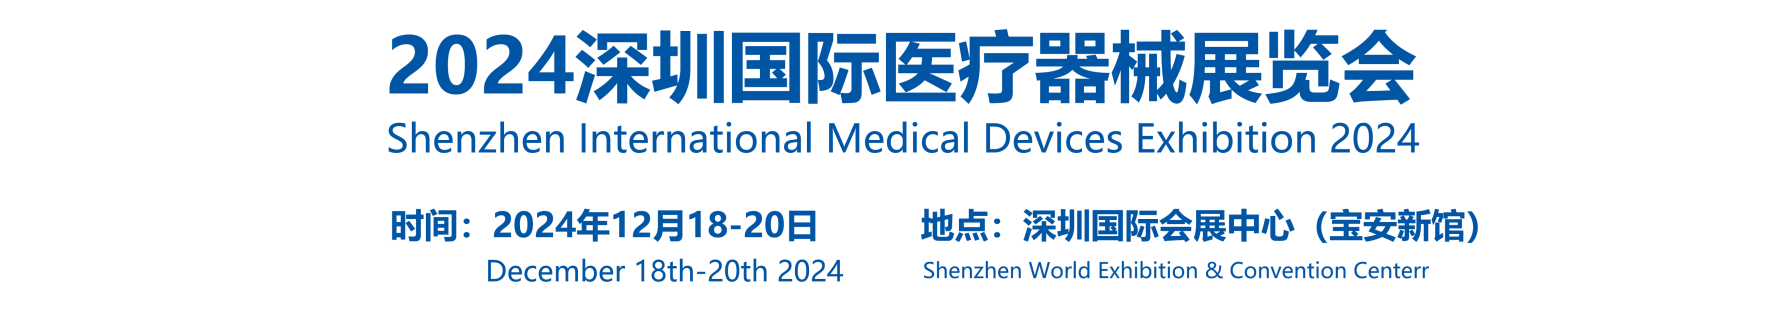 2024深圳国际医疗器械展览会
Shenzhen International Medical Devices Exhibition 2024
时间：2024年12月18-20日
December 18th-20th 2024
地点：深圳国际会展中心（宝安新馆）
Shenzhen World Exhibition & Convention Centerr